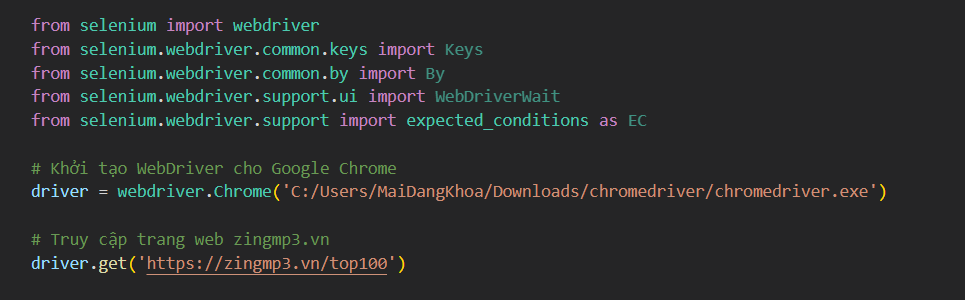 from selenium import webdriver
from selenium.webdriver.common.keys import Keys
from selenium.webdriver.common.by import By
from selenium.webdriver.support.ui import WebDriverWait
from selenium.webdriver.support import expected_conditions as EC
# Khởi tạo WebDriver cho Google Chrome
driver = webdriver.Chrome('C:/Users/MaiDangKhoa/Downloads/chromedriver/chromedriver.exe')
# Truy cập trang web zingmp3.vn
driver.get('https://zingmp3.vn/top100')